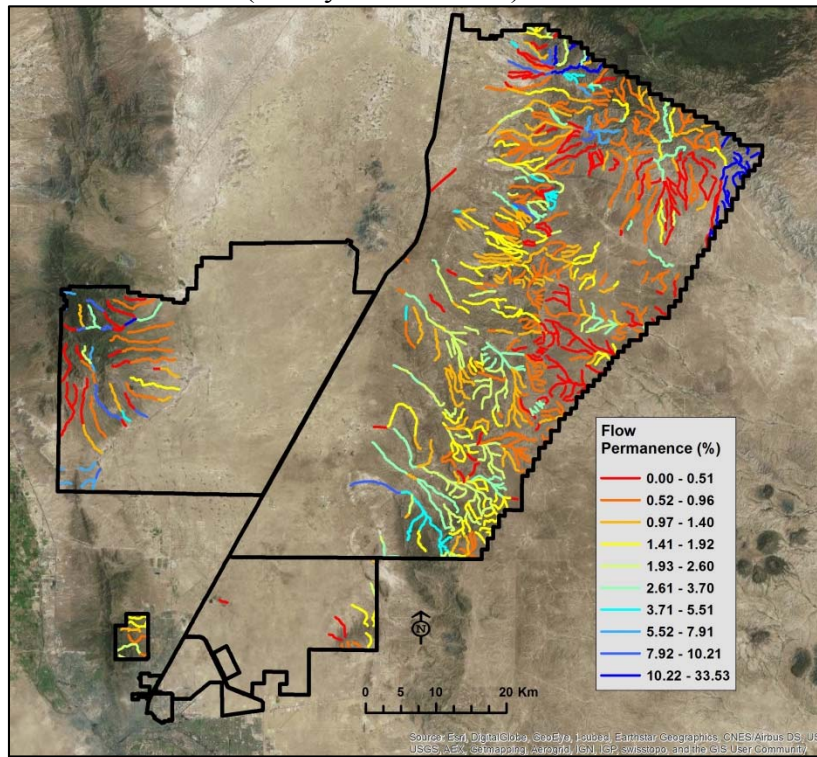 Flow
Permanence (%)
0.00 - 0.51
0.52 - 0.96
0.97 - 1.40
1.41 - 1.92
1.93 - 2.60
2.61 - 3.70
3.71 - 5.51
5.52 - 7.91
7.92 - 10.21
10.22 - 33.53
N
0 5 10 20 Km
Source: Esri, DigitalGlobe, GeoEye, i-cubed, Earthstar Geographics, CNES/Airbus DS,
USGS, AEX, Getmapping, Aerogrid, IGN, IGP, swisstopo, and the GIS User Community